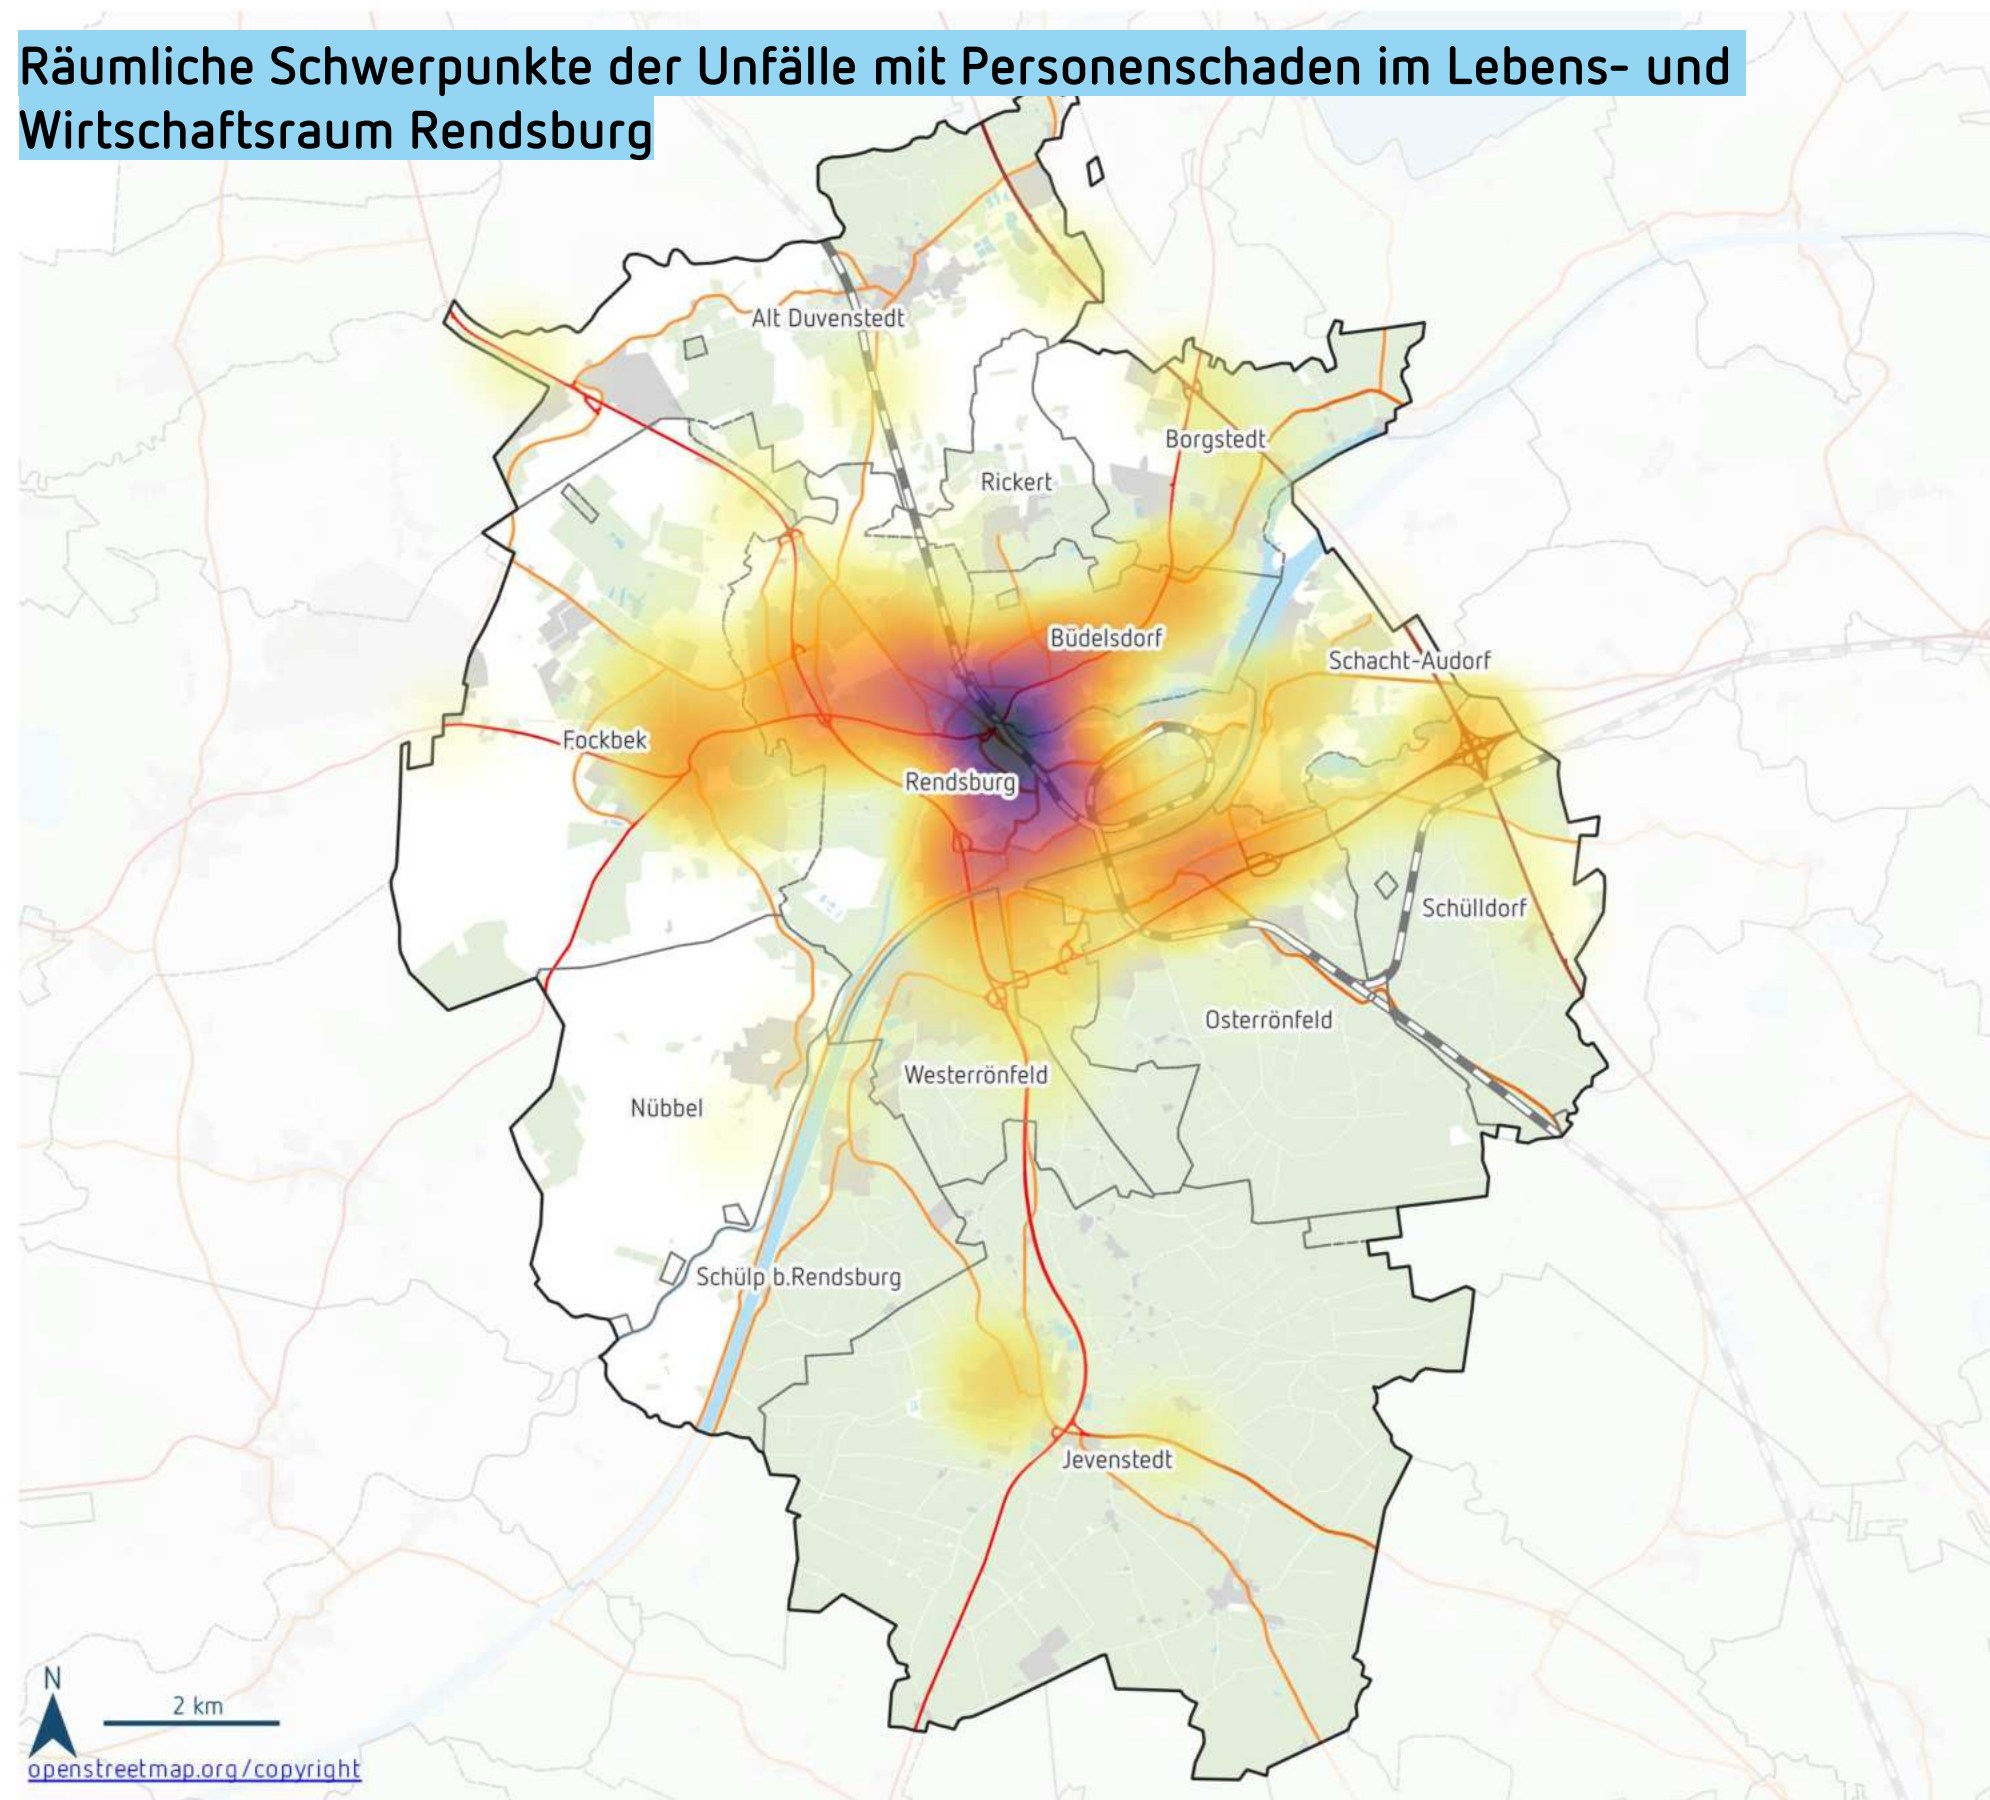 Räumliche Schwerpunkte der Unfälle mit Personenschaden im Lebens- und
Wirtschaftsraum Rendsburg
Alt Duvenstedt
Borgstedt
Rickert
Büdelsdorf
Schacht-Audorf
Fockbek
Rendsburg
Schülldorf
Osterrönfeld
Westerrönfeld
Nübbel
Schülp b.Rendsburg
Jevenstedt
N
2 km
openstreetmap.org/copyright